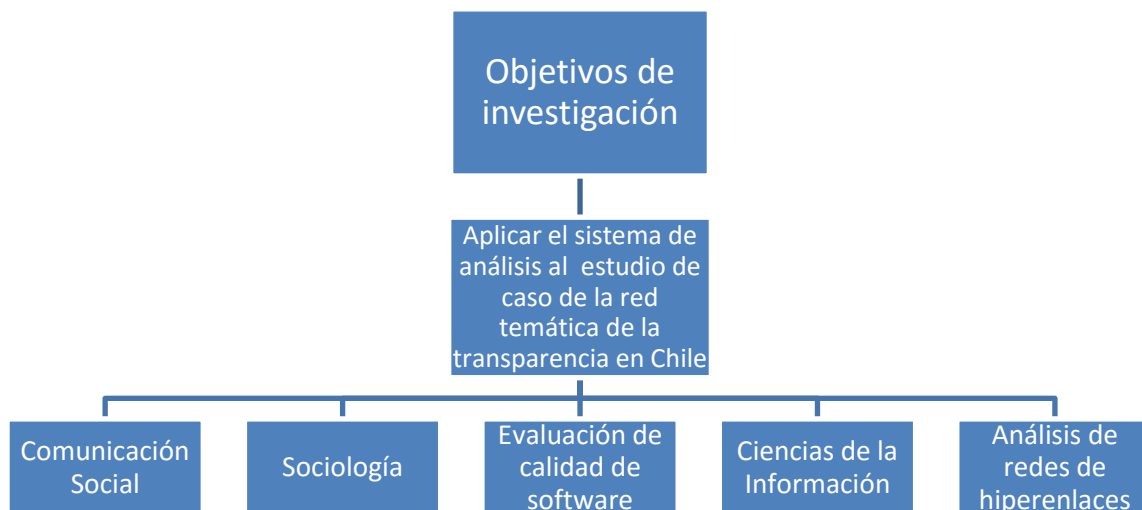 Objetivos de
investigación
Aplicar el sistema de
análisis al estudio de
caso de la red
temática de la
transparencia en Chile
Comunicación
Social
Sociología
Evaluación de
calidad de
software
Ciencias de la
Información
Análisis de
redes de
hiperenlaces